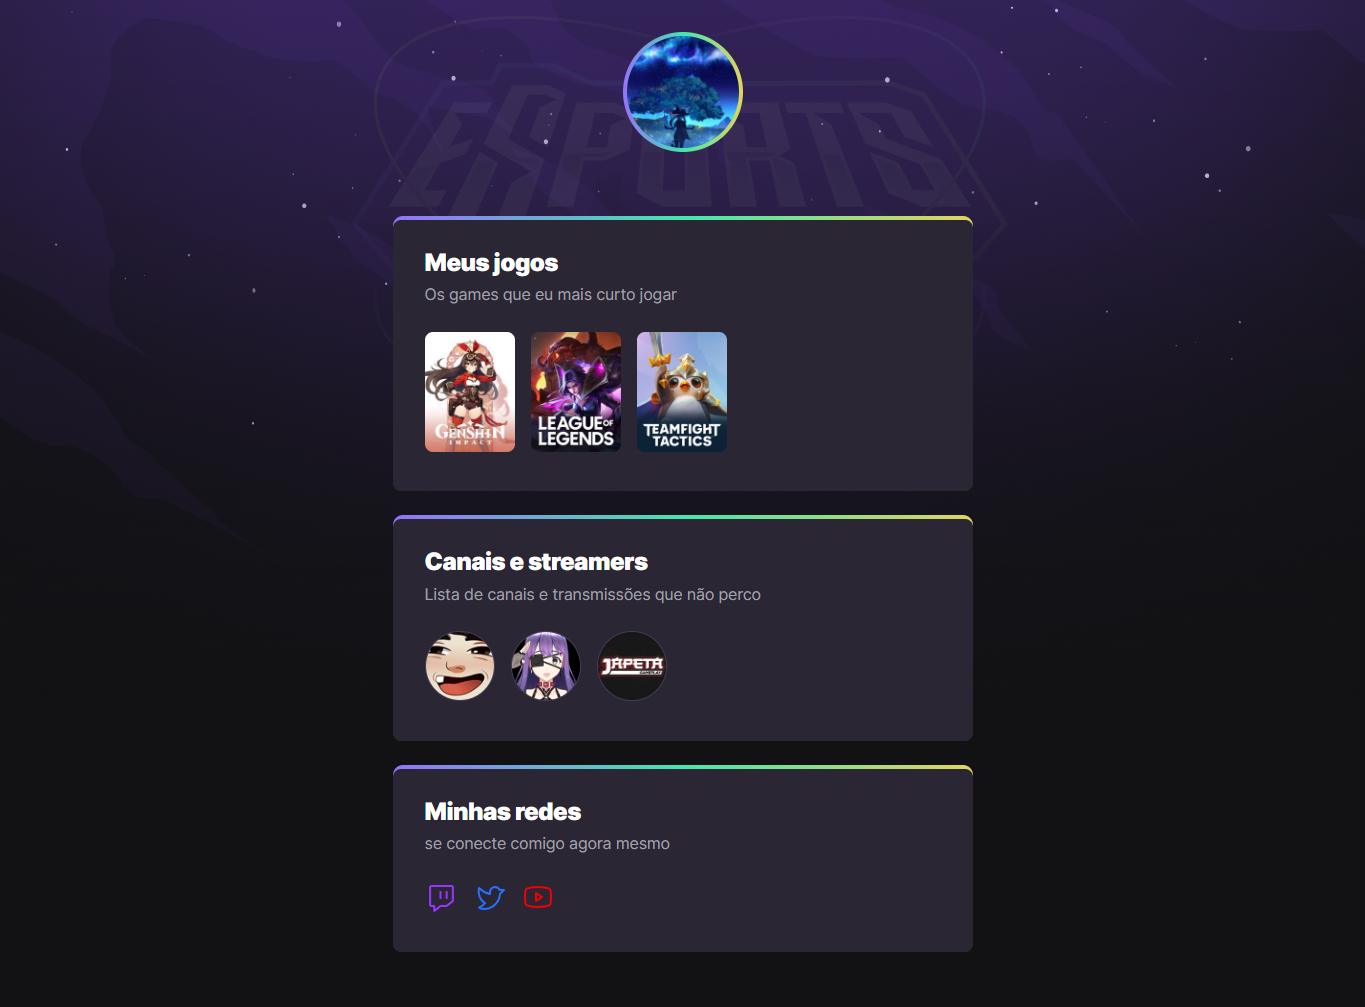 ESPORTS
Meus jogos
Os games que eu mais curto jogar
GENSHIN
IMPACT
LEAGUE OF
LEGENDS
TEAMFIGHT
TACTICS
Canais e streamers
Lista de canais e transmissões que não perco
JAPETA
Minhas redes
se conecte comigo agora mesmo